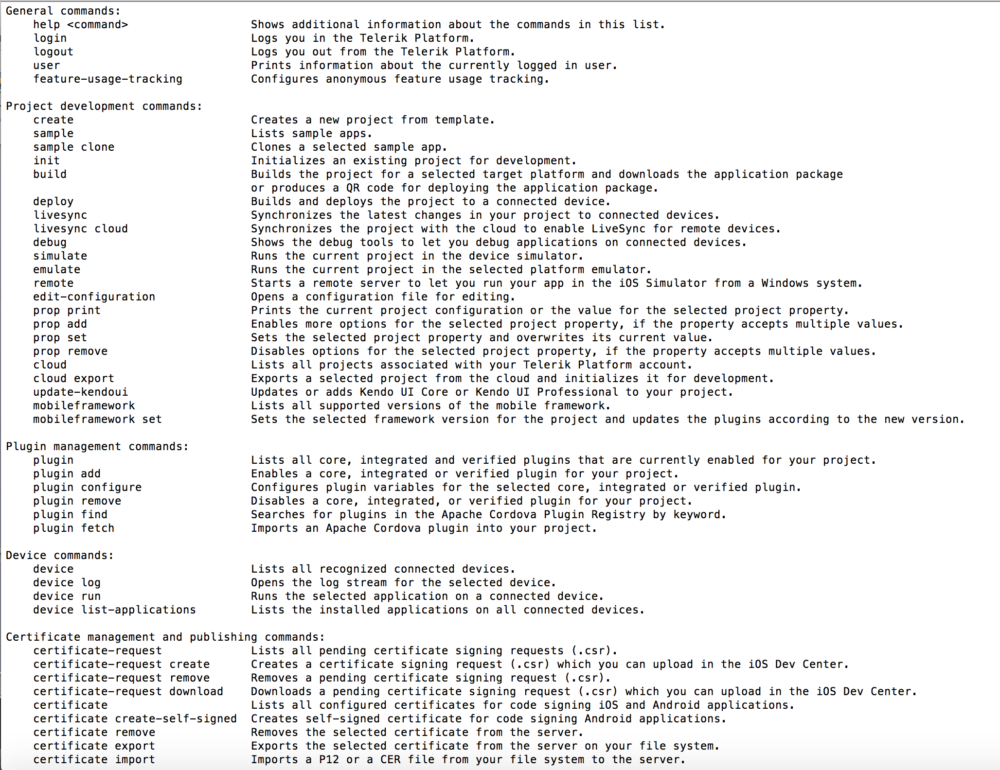 General commands:
    help <command>                  Shows additional information about the commands in this list.
    login                           Logs you in the Telerik Platform.
    logout                          Logs you out from the Telerik Platform.
    user                            Prints information about the currently logged in user.
    feature-usage-tracking          Configures anonymous feature usage tracking.

Project development commands:
    create                          Creates a new project from template.
    sample                          Lists sample apps.
    sample clone                    Clones a selected sample app.
    init                            Initializes an existing project for development.
    build                           Builds the project for a selected target platform and downloads the application package
                                    or produces a QR code for deploying the application package.
    deploy                          Builds and deploys the project to a connected device.
    livesync                        Synchronizes the latest changes in your project to connected devices.
    livesync cloud                  Synchronizes the project with the cloud to enable LiveSync for remote devices.
    debug                           Shows the debug tools to let you debug applications on connected devices.
    simulate                        Runs the current project in the device simulator.
    emulate                         Runs the current project in the selected platform emulator.
    remote                          Starts a remote server to let you run your app in the iOS Simulator from a Windows system.
    edit-configuration              Opens a configuration file for editing.
    prop print                      Prints the current project configuration or the value for the selected project property.
    prop add                        Enables more options for the selected project property, if the property accepts multiple values.
    prop set                        Sets the selected project property and overwrites its current value.
    prop remove                     Disables options for the selected project property, if the property accepts multiple values.
    cloud                           Lists all projects associated with your Telerik Platform account.
    cloud export                    Exports a selected project from the cloud and initializes it for development.
    update-kendoui                  Updates or adds Kendo UI Core or Kendo UI Professional to your project.
    mobileframework                 Lists all supported versions of the mobile framework.
    mobileframework set             Sets the selected framework version for the project and updates the plugins according to the new version.

Plugin management commands:
    plugin                          Lists all core, integrated and verified plugins that are currently enabled for your project.
    plugin add                      Enables a core, integrated or verified plugin for your project.
    plugin configure                Configures plugin variables for the selected core, integrated or verified plugin.
    plugin remove                   Disables a core, integrated, or verified plugin for your project.
    plugin find                     Searches for plugins in the Apache Cordova Plugin Registry by keyword.
    plugin fetch                    Imports an Apache Cordova plugin into your project.

Device commands:
    device                          Lists all recognized connected devices.
    device log                      Opens the log stream for the selected device.
    device run                      Runs the selected application on a connected device.
    device list-applications        Lists the installed applications on all connected devices.

Certificate management and publishing commands:
    certificate-request             Lists all pending certificate signing requests (.csr).
    certificate-request create      Creates a certificate signing request (.csr) which you can upload in the iOS Dev Center.
    certificate-request remove      Removes a pending certificate signing request (.csr).
    certificate-request download    Downloads a pending certificate signing request (.csr) which you can upload in the iOS Dev Center.
    certificate                     Lists all configured certificates for code signing iOS and Android applications.
    certificate create-self-signed  Creates self-signed certificate for code signing Android applications.
    certificate remove              Removes the selected certificate from the server.
    certificate export              Exports the selected certificate from the server on your file system.
    certificate import              Imports a P12 or a CER file from your file system to the server.